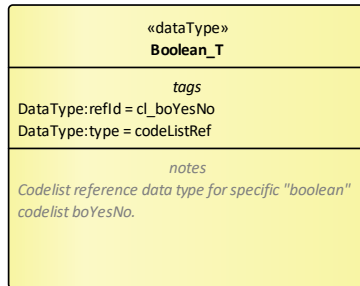 «dataType»
Boolean_T
tags
DataType:refId = cl_boYesNo
DataType:type = codeListRef
notes
Codelist reference data type for specific "boolean"
codelist boYesNo.